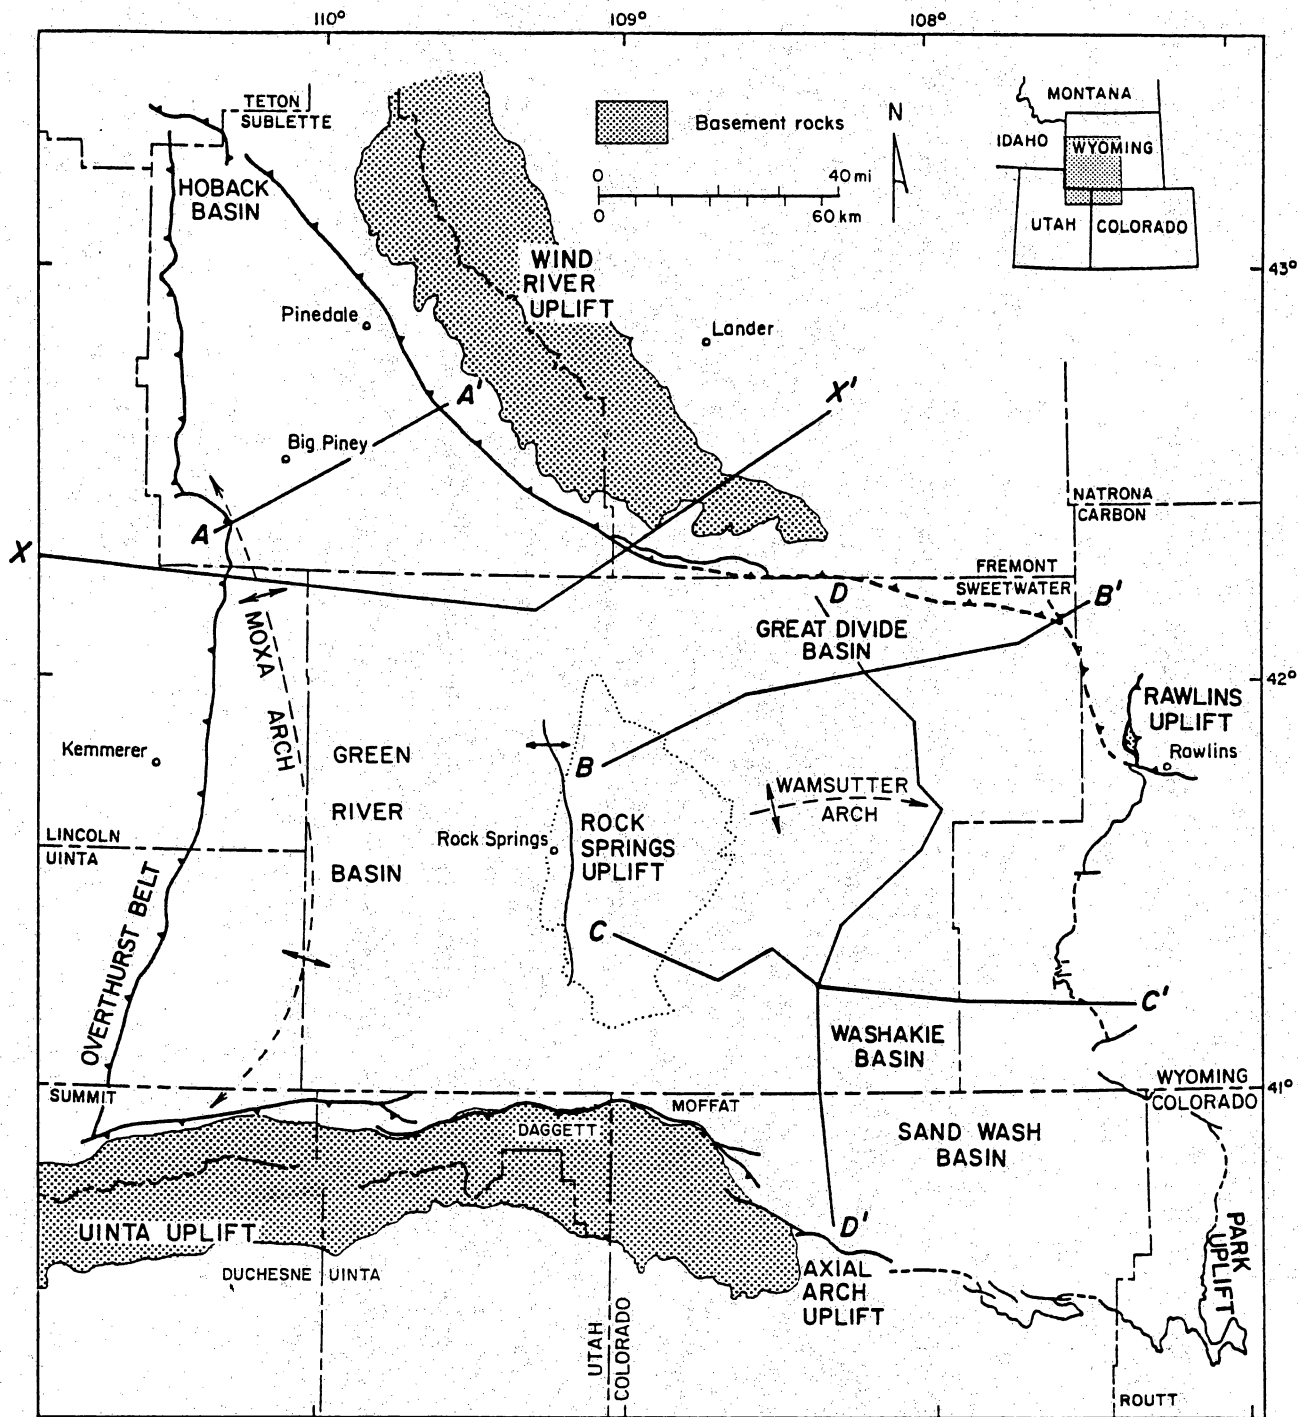 110°
109°
108°
TETON
SUBLETTE
HOBACK
BASIN
Basement rocks
0
40 mi
0
60 km
N
MONTANA
IDAHO
WYOMING
UTAH
COLORADO
43°
WIND
RIVER
UPLIFT
Pinedale
Lander
A'
X'
Big Piney
A
X
NATRONA
CARBON
FREMONT
SWEETWATER
D
B'
GREAT DIVIDE
BASIN
MOXA
ARCH
42°
RAWLINS
UPLIFT
Rawlins
Kemmerer
GREEN
RIVER
BASIN
B
WAMSUTTER
ARCH
Rock Springs
ROCK
SPRINGS
UPLIFT
LINCOLN
UINTA
OVERTHURST BELT
C
C'
WASHAKIE
BASIN
SUMMIT
WYOMING
COLORADO
41°
MOFFAT
DAGGETT
SAND WASH
BASIN
UINTA UPLIFT
D'
PARK
UPLIFT
DUCHESNE
UINTA
AXIAL
ARCH
UPLIFT
UTAH
COLORADO
ROUTT